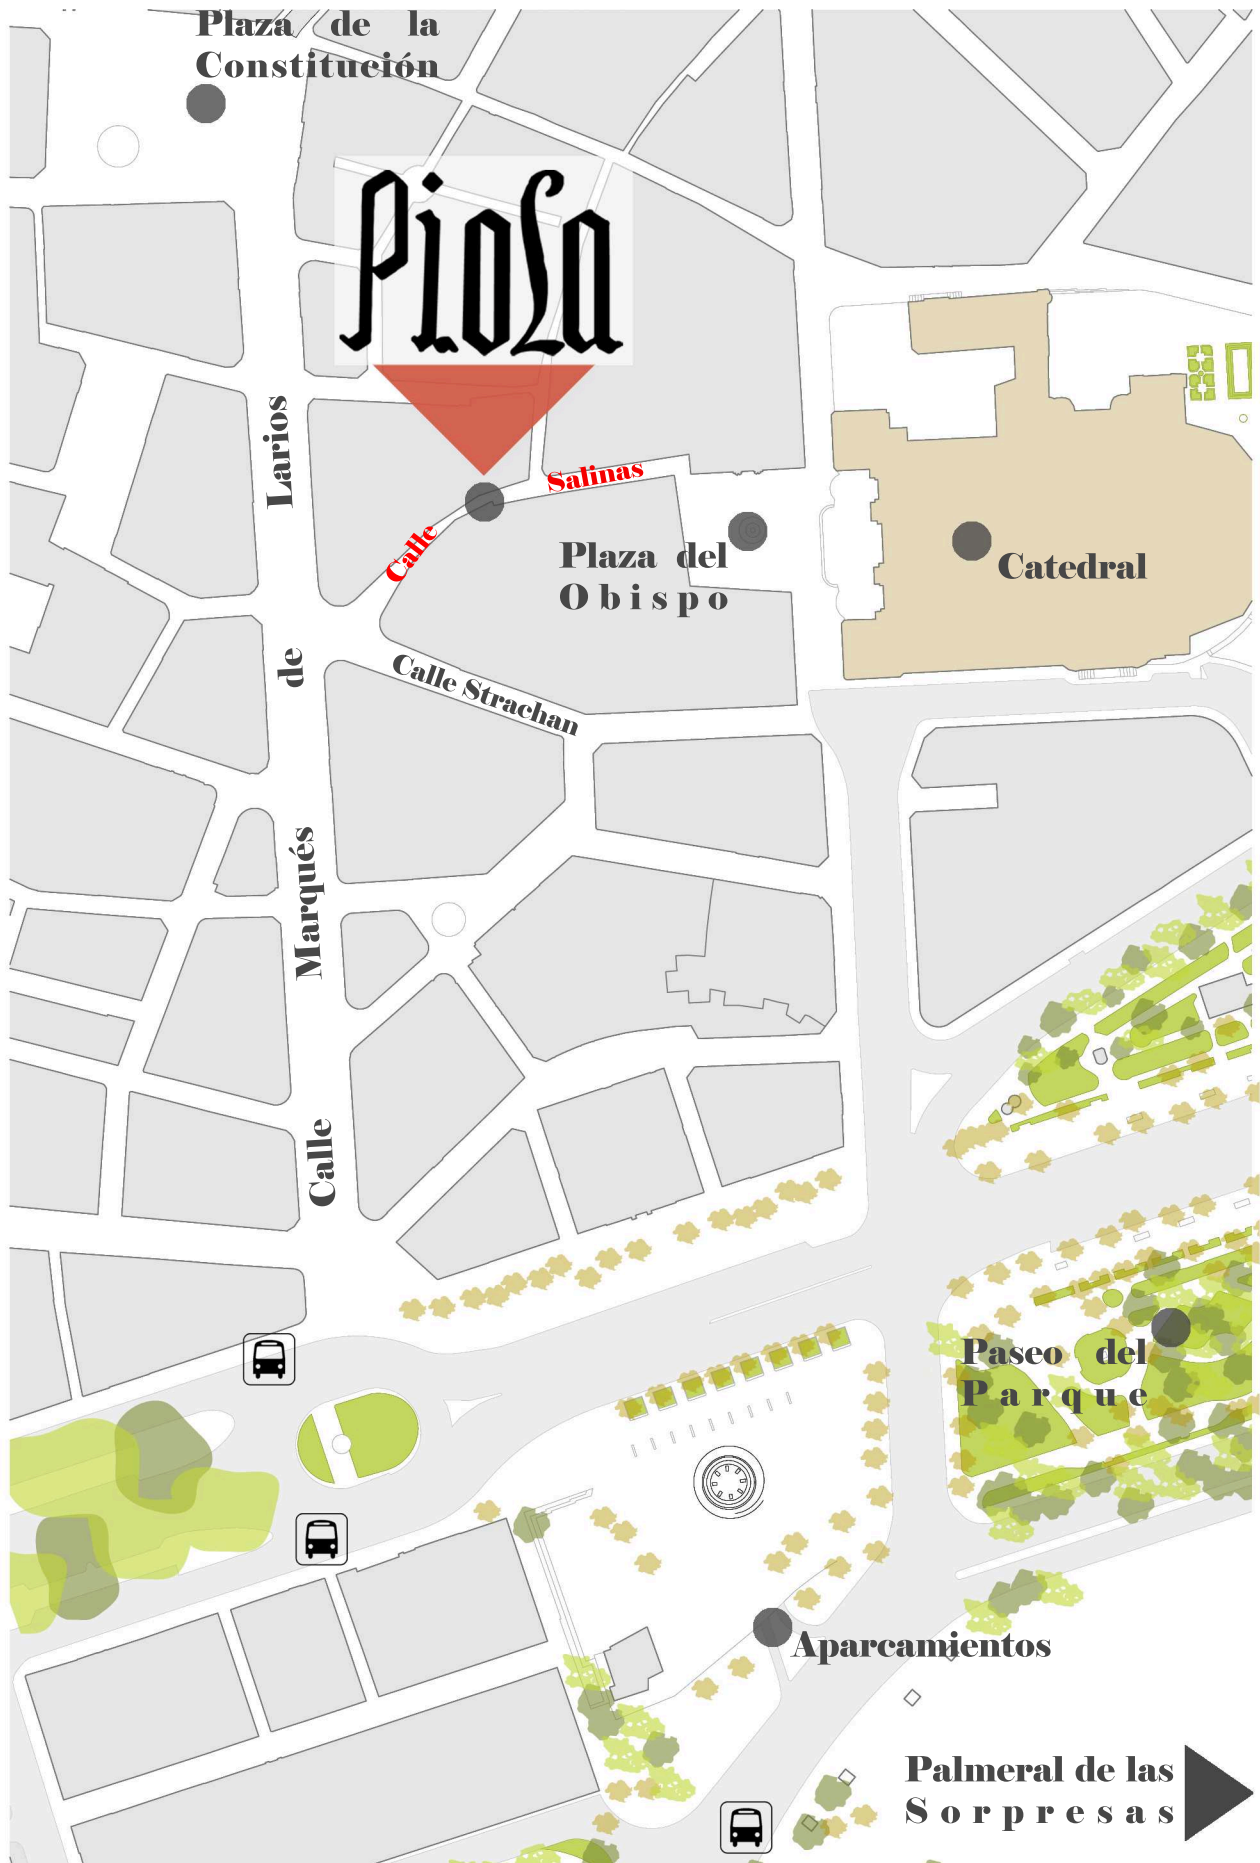 Plaza de la
Constitución
Piola
Larios
Salinas
Calle
Plaza del
Obispo
Catedral
de
Calle Strachan
Marqués
Calle
Paseo del
Parque
Aparcamientos
Palmeral de las
Sorpresas